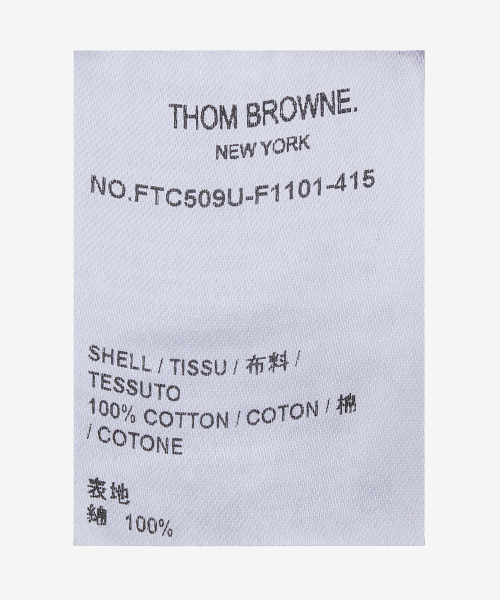 THOM BROWNE.
NEW YORK
NO.FTC509U-F1101-415
SHELL / TISSU / 布料 /
TESSUTO
100% COTTON / COTON / 棉
/ COTONE
表地
綿 100%